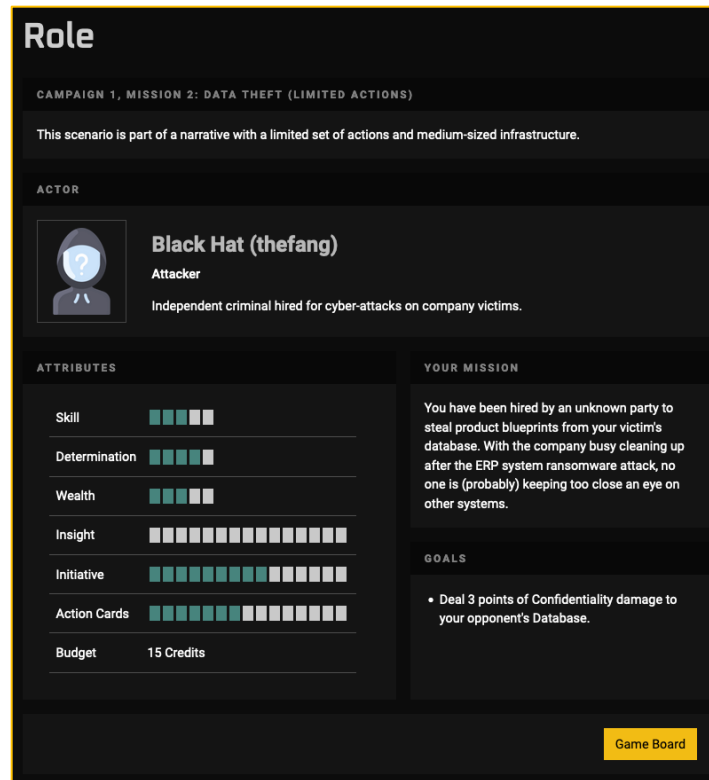 Role
CAMPAIGN 1, MISSION 2: DATA THEFT (LIMITED ACTIONS)
This scenario is part of a narrative with a limited set of actions and medium-sized infrastructure.
ACTOR
?
Black Hat (thefang)
Attacker
Independent criminal hired for cyber-attacks on company victims.
ATTRIBUTES
Skill
Determination
Wealth
Insight
Initiative
Action Cards
Budget 15 Credits
YOUR MISSION
You have been hired by an unknown party to
steal product blueprints from your victim's
database. With the company busy cleaning up
after the ERP system ransomware attack, no
one is (probably) keeping too close an eye on
other systems.
GOALS
• Deal 3 points of Confidentiality damage to
your opponent's Database.
Game Board